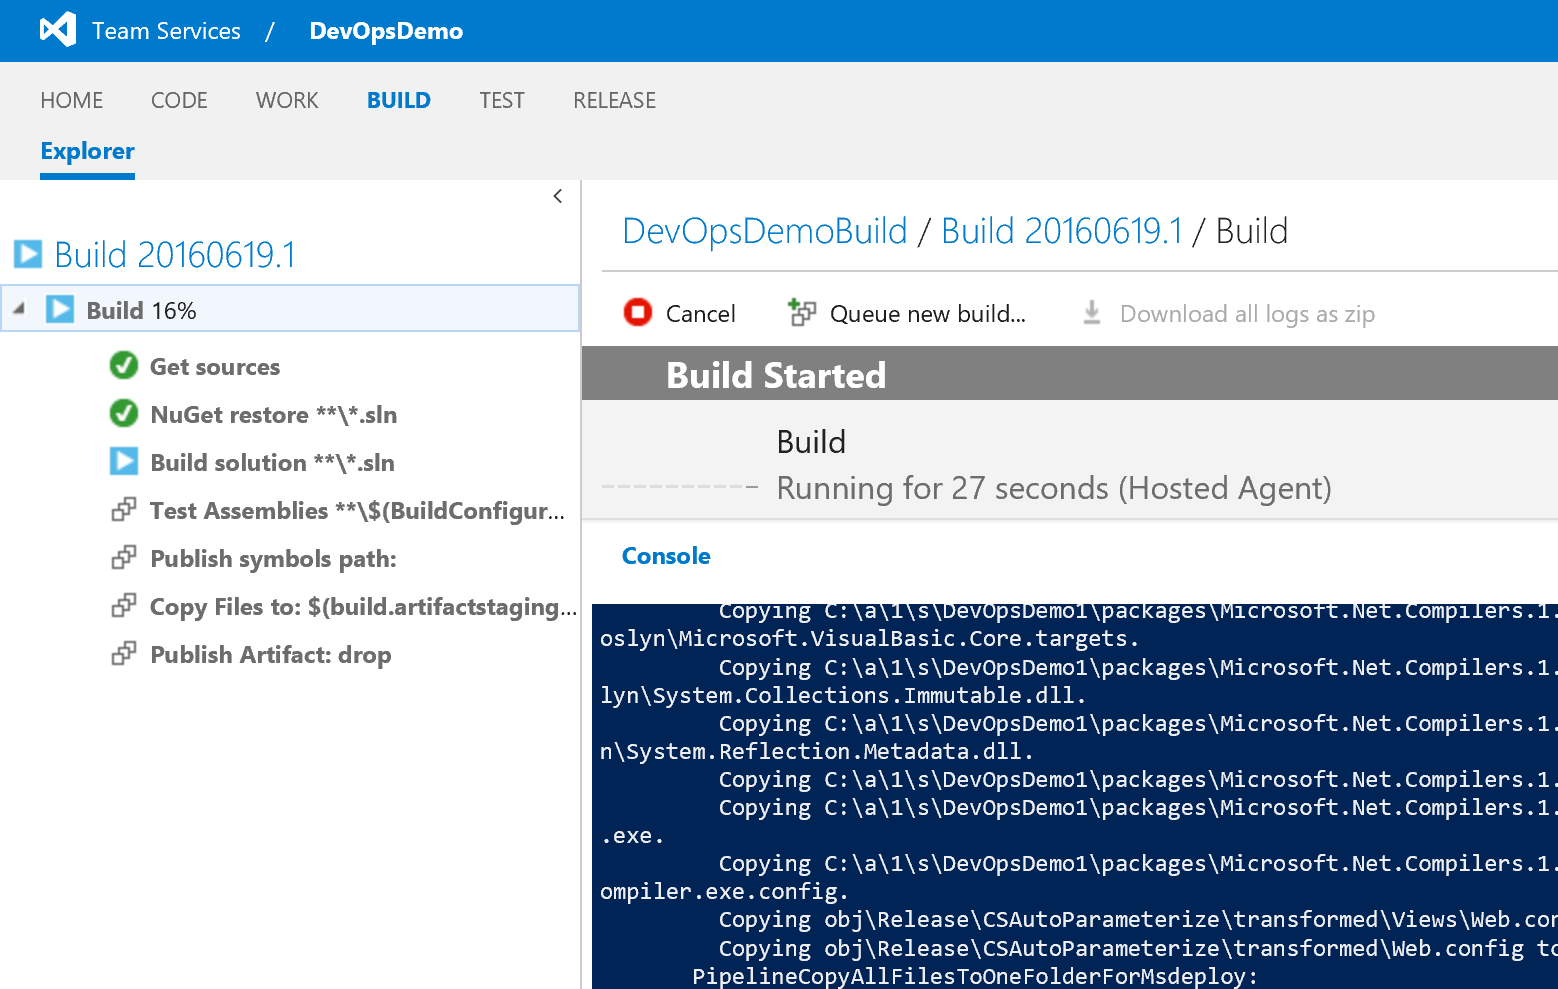 Team Services / DevOpsDemo
HOME CODE WORK BUILD TEST RELEASE
Explorer
Build 20160619.1
Build 16%
Get sources
NuGet restore **\*.sln
Build solution **\*.sln
Test Assemblies **\$(BuildConfigur...
Publish symbols path:
Copy Files to: $(build.artifactstaging...
Publish Artifact: drop
DevOpsDemoBuild / Build 20160619.1 / Build
Cancel Queue new build... Download all logs as zip
Build Started
Build
Running for 27 seconds (Hosted Agent)
Console
Copying C:\a\1\s\DevOpsDemo1\packages\Microsoft.Net.Compilers.1.
oslyn\Microsoft.VisualBasic.Core.targets.
Copying C:\a\1\s\DevOpsDemo1\packages\Microsoft.Net.Compilers.1.
lyn\System.Collections.Immutable.dll.
Copying C:\a\1\s\DevOpsDemo1\packages\Microsoft.Net.Compilers.1.
n\System.Reflection.Metadata.dll.
Copying C:\a\1\s\DevOpsDemo1\packages\Microsoft.Net.Compilers.1.
Copying C:\a\1\s\DevOpsDemo1\packages\Microsoft.Net.Compilers.1.
.exe.
Copying C:\a\1\s\DevOpsDemo1\packages\Microsoft.Net.Compilers.1.
ompiler.exe.config.
Copying obj\Release\CSAutoParameterize\transformed\Views\Web.con
Copying obj\Release\CSAutoParameterize\transformed\Web.config to
PipelineCopyAllFilesToOneFolderForMsdeploy: